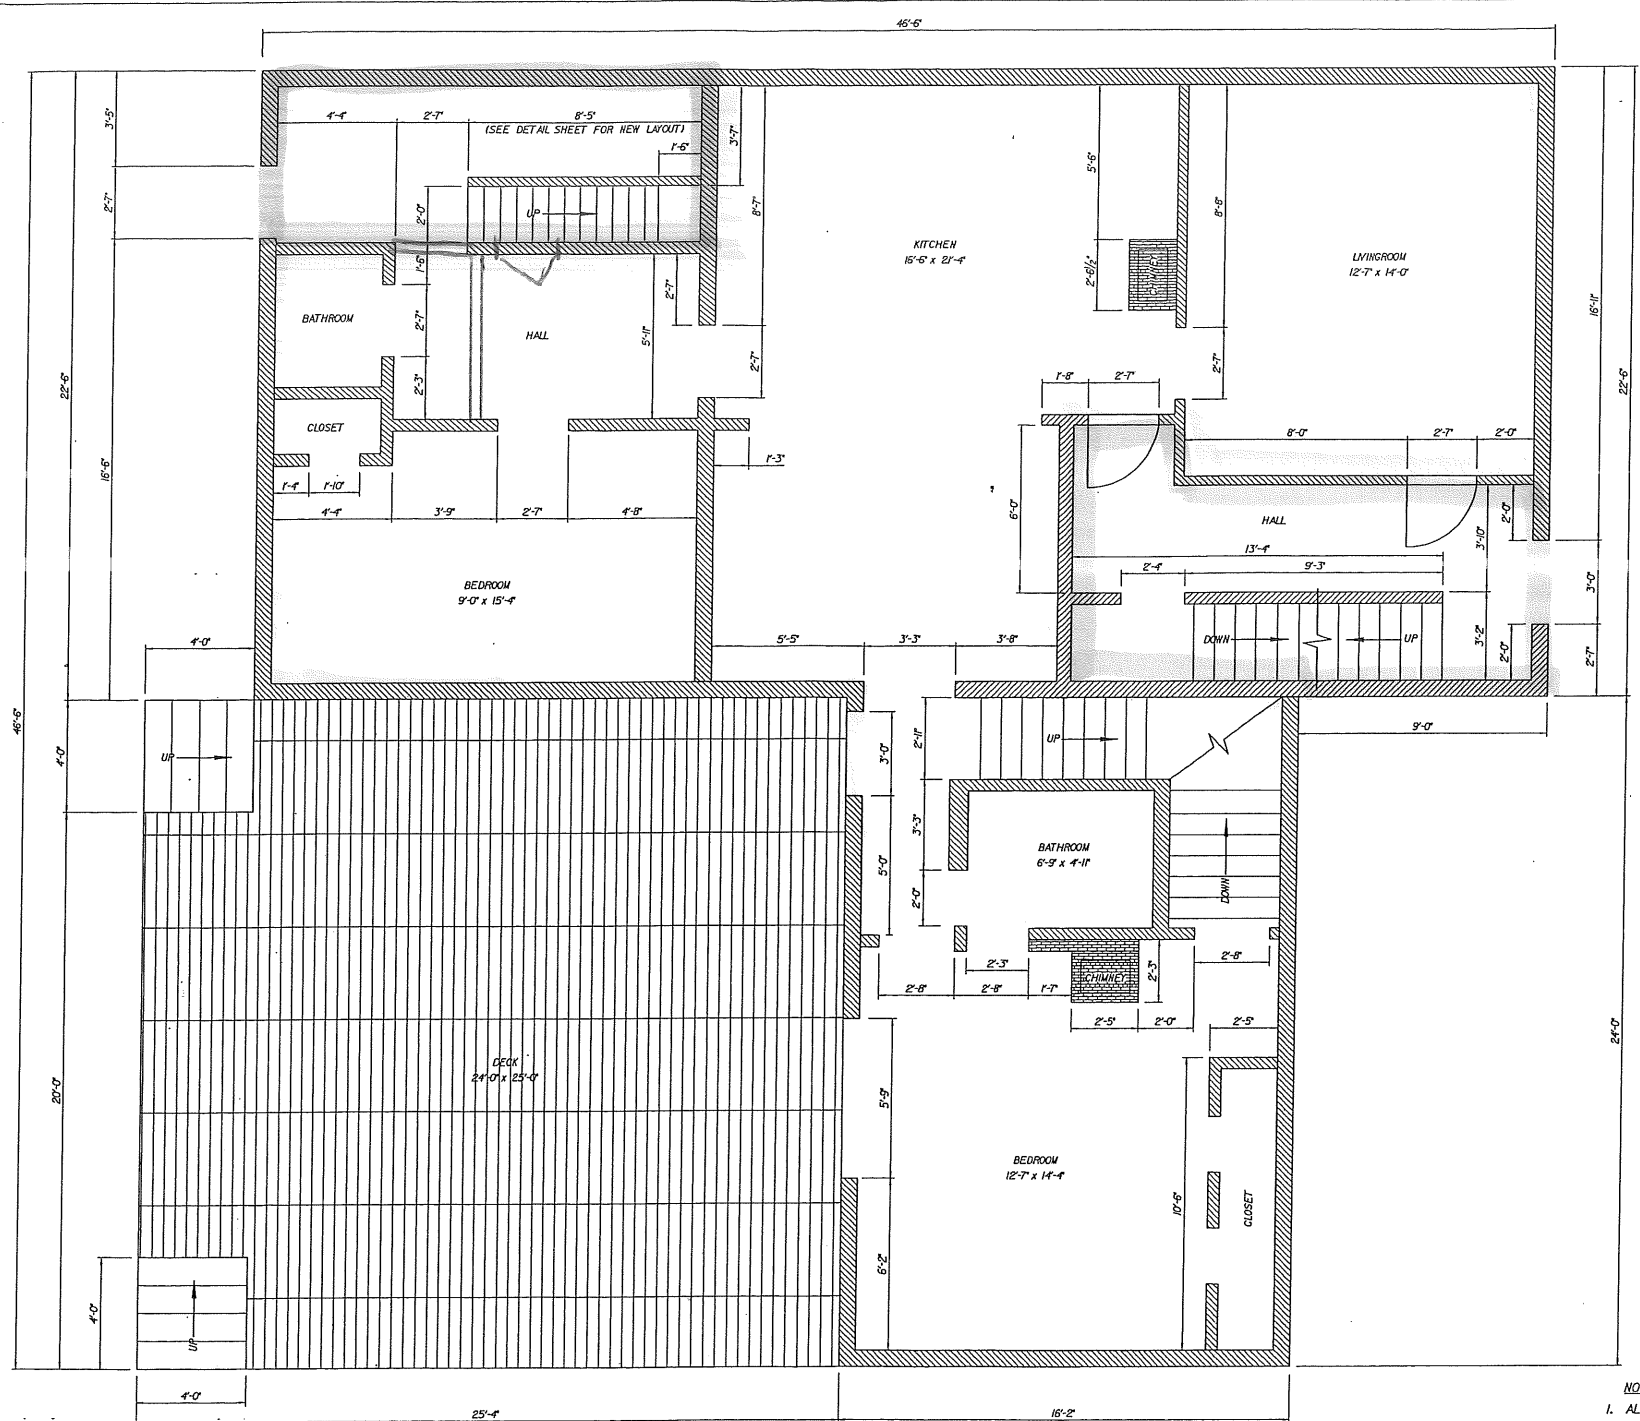 46'-6"
3'-5"
4'-4"
2'-7"
8'-5"
(SEE DETAIL SHEET FOR NEW LAYOUT)
1'-6"
3'-7"
5'-6"
2'-7"
2'-0"
UP
8'-7"
8'-8"
KITCHEN
16'-6" x 21'-4"
LIVINGROOM
12'-7" x 14'-0"
CHIMNEY
2'-6 1/2"
1'-6"
2'-7"
16'-11"
BATHROOM
2'-7"
HALL
5'-11"
22'-6"
2'-3"
2'-7"
1'-8"
2'-7"
2'-7"
22'-6"
CLOSET
8'-0"
2'-7"
2'-0"
16'-6"
1'-3"
1'-4"
1'-10"
4'-4"
3'-9"
2'-7"
4'-8"
6'-0"
HALL
3'-10"
2'-0"
13'-4"
2'-4"
9'-3"
3'-0"
BEDROOM
9'-0" x 15'-4"
4'-0"
5'-5"
3'-3"
3'-8"
DOWN
UP
3'-2"
2'-0"
2'-7"
46'-6"
4'-0"
UP
3'-0"
2'-11"
UP
9'-0"
3'-3"
5'-0"
BATHROOM
6'-9" x 4'-11"
2'-0"
DOWN
2'-3"
CHIMNEY
2'-3"
2'-8"
2'-8"
2'-8"
1'-7"
2'-5"
2'-0"
2'-5"
24'-0"
DECK
24'-0" x 25'-0"
20'-0"
5'-9"
BEDROOM
12'-7" x 14'-4"
10'-6"
CLOSET
6'-2"
4'-0"
UP
4'-0"
25'-4"
16'-2"
NO
1. AL